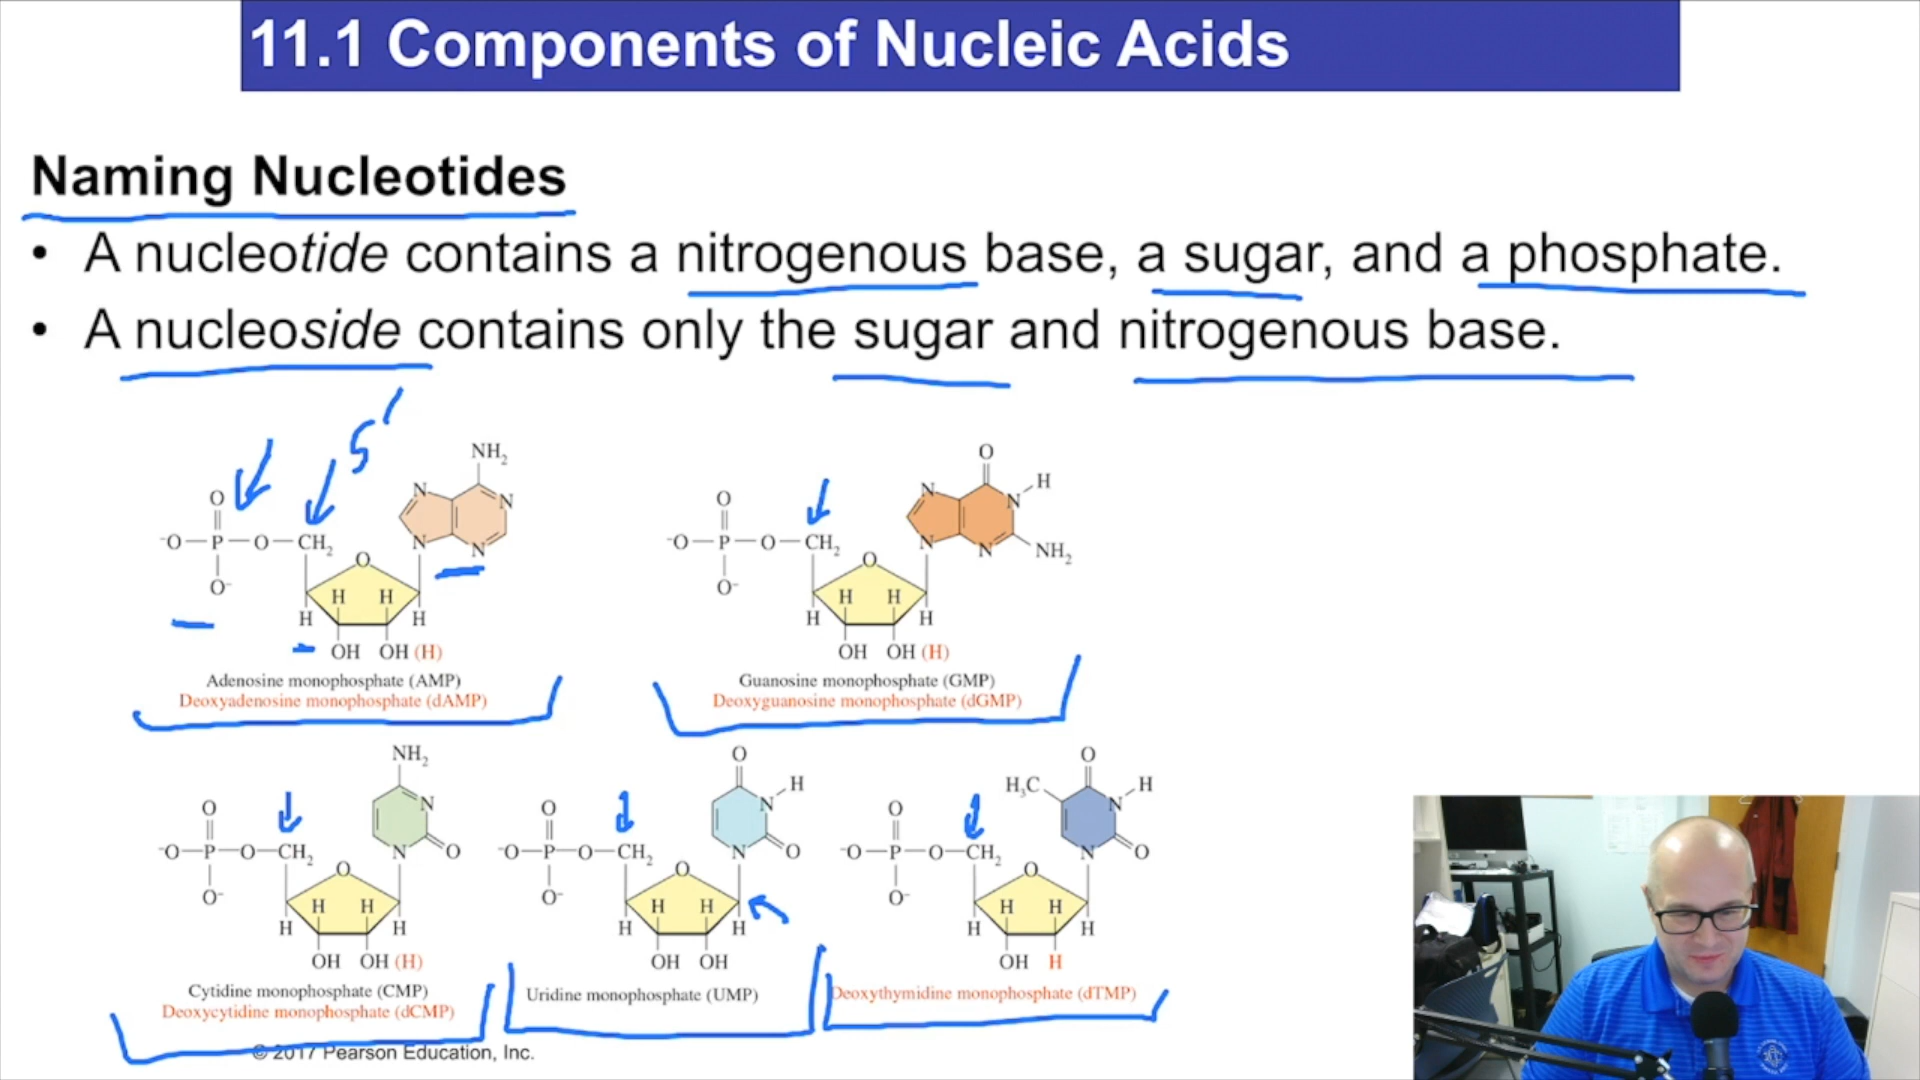 11.1 Components of Nucleic Acids
Naming Nucleotides
• A nucleotide contains a nitrogenous base, a sugar, and a phosphate.
• A nucleoside contains only the sugar and nitrogenous base.
5'
NH₂
O
N
N
⁻O—P—O—CH₂
N
N
O
O⁻
H H
H
H
OH OH (H)
Adenosine monophosphate (AMP)
Deoxyadenosine monophosphate (dAMP)
O
H
O
N
N
⁻O—P—O—CH₂
N
N
NH₂
O
O⁻
H H
H
H
OH OH (H)
Guanosine monophosphate (GMP)
Deoxyguanosine monophosphate (dGMP)
NH₂
O
N
⁻O—P—O—CH₂
N
O
O
O⁻
H H
H
H
OH OH (H)
Cytidine monophosphate (CMP)
Deoxycytidine monophosphate (dCMP)
O
H
O
N
⁻O—P—O—CH₂
N
O
O
O⁻
H H
H
H
OH OH
Uridine monophosphate (UMP)
O
H₃C
H
O
N
⁻O—P—O—CH₂
N
O
O
O⁻
H H
H
H
OH H
Deoxythymidine monophosphate (dTMP)
© 2017 Pearson Education, Inc.